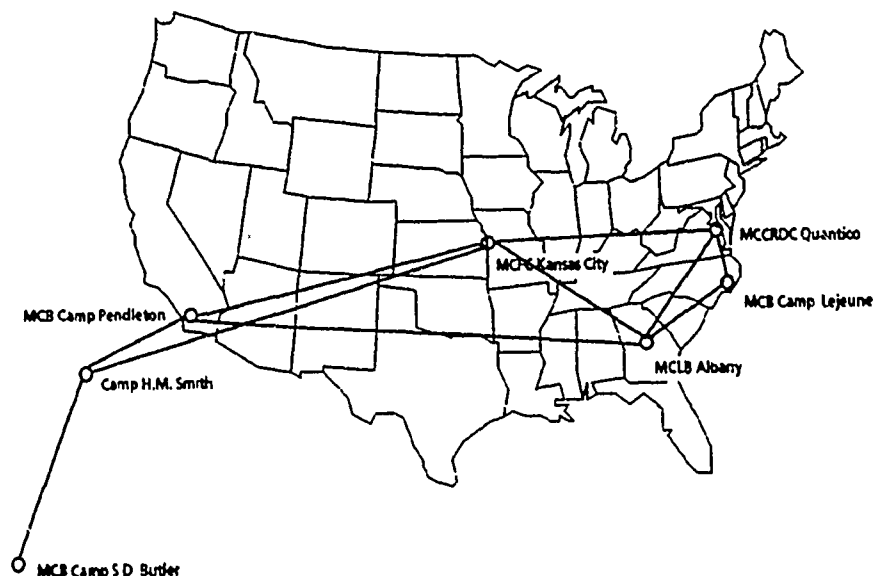 MCCRDC Quantico
MCFC Kansas City
MCB Camp Lejeune
MCB Camp Pendleton
MCLB Albany
Camp H.M. Smith
MCB Camp S.D. Butler